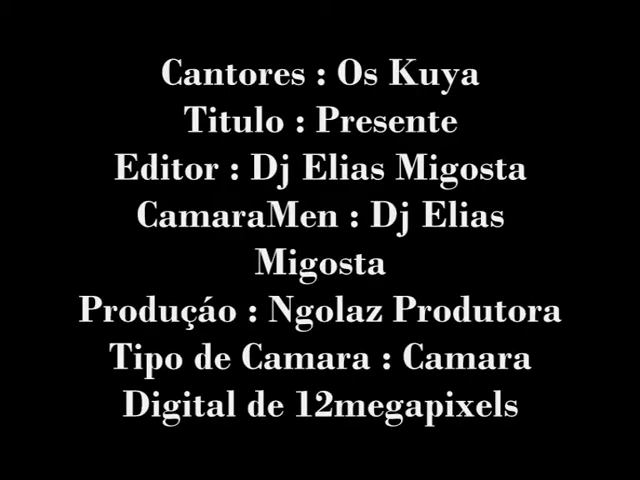 Cantores : Os Kuya
Titulo : Presente
Editor : Dj Elias Migosta
CamaraMen : Dj Elias
Migosta
Produçáo : Ngolaz Produtora
Tipo de Camara : Camara
Digital de 12megapixels